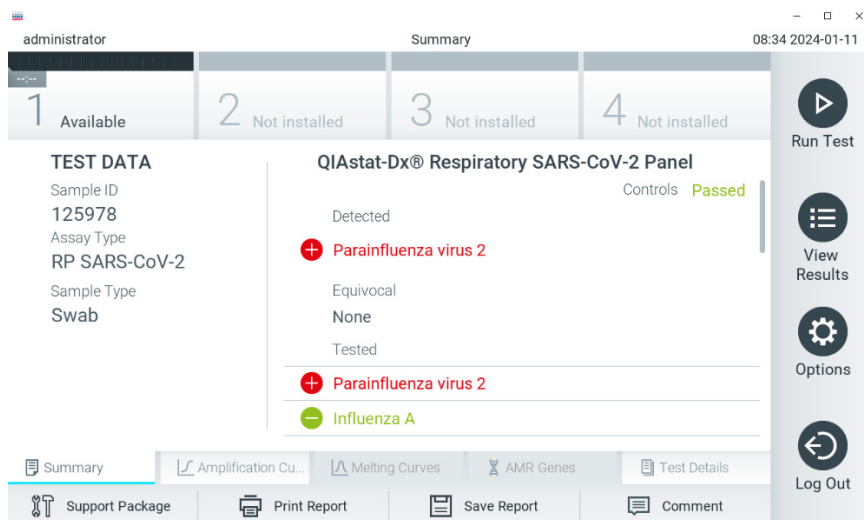 administrator Summary 08:34 2024-01-11
--:--
1 Available 2 Not installed 3 Not installed 4 Not installed
Run Test
TEST DATA QIAstat-Dx® Respiratory SARS-CoV-2 Panel
Sample ID Controls Passed
125978 Detected
Assay Type Parainfluenza virus 2
RP SARS-CoV-2
View
Results
Sample Type Equivocal
Swab None
Tested
Options
Parainfluenza virus 2
Influenza A
Summary Amplification Cu... Melting Curves AMR Genes Test Details
Log Out
Support Package Print Report Save Report Comment